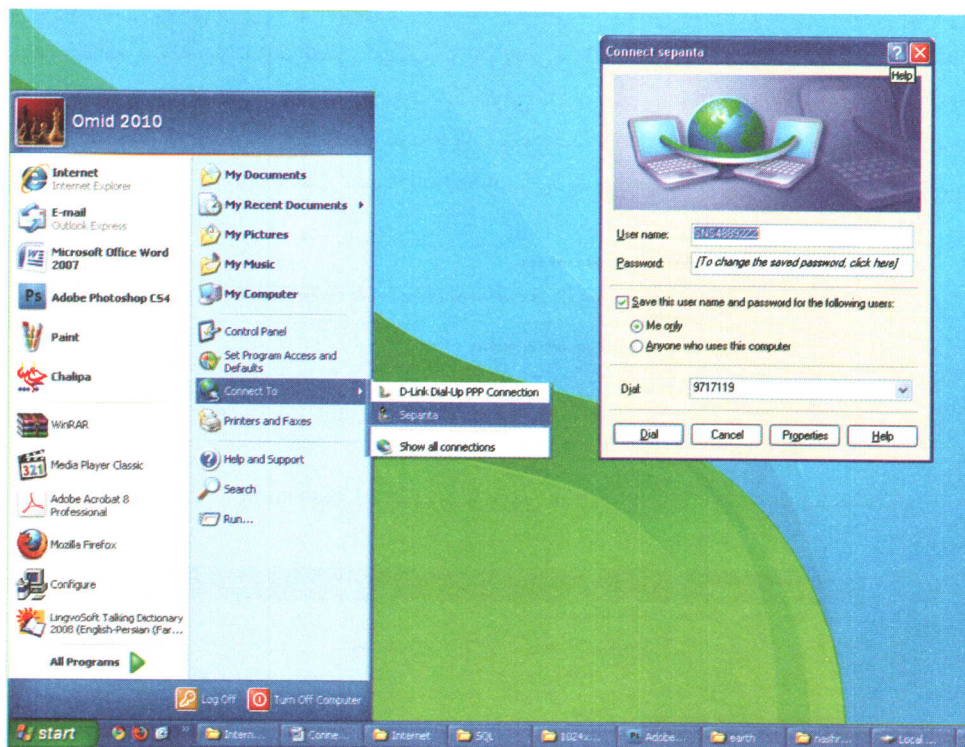 Omid 2010
Internet
Internet Explorer
E-mail
Outlook Express
Microsoft Office Word
2007
Adobe Photoshop CS4
Paint
Chalipa
WinRAR
Media Player Classic
Adobe Acrobat 8
Professional
Mozilla Firefox
Configure
LingvoSoft Talking Dictionary
2008 (English-Persian (Far...
All Programs
My Documents
My Recent Documents
My Pictures
My Music
My Computer
Control Panel
Set Program Access and
Defaults
Connect To
Printers and Faxes
Help and Support
Search
Run...
D-Link Dial-Up PPP Connection
Sepanta
Show all connections
Log Off
Turn Off Computer
Connect sepanta
Help
User name:
Password:
[To change the saved password, click here]
Save this user name and password for the following users:
Me only
Anyone who uses this computer
Dial:
9717119
Dial
Cancel
Properties
Help
start
Intern...
Conne...
Internet
SQL
1024x...
Ps
Adobe...
earth
nashr...
Local ...